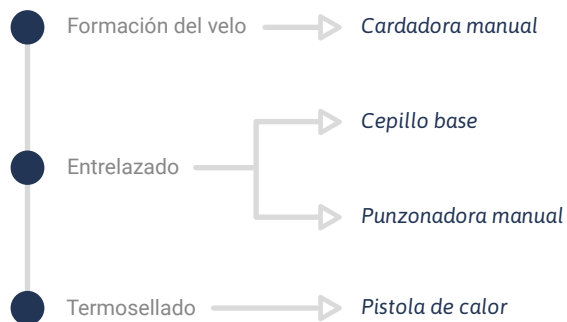 Formación del velo
Cardadora manual
Cepillo base
Entrelazado
Punzonadora manual
Termosellado
Pistola de calor